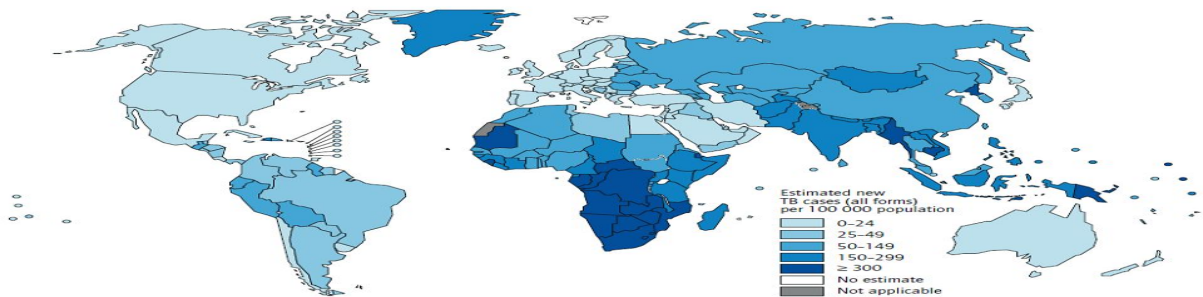 Estimated new
TB cases (all forms)
per 100 000 population
0–24
25–49
50–149
150–299
≥ 300
No estimate
Not applicable